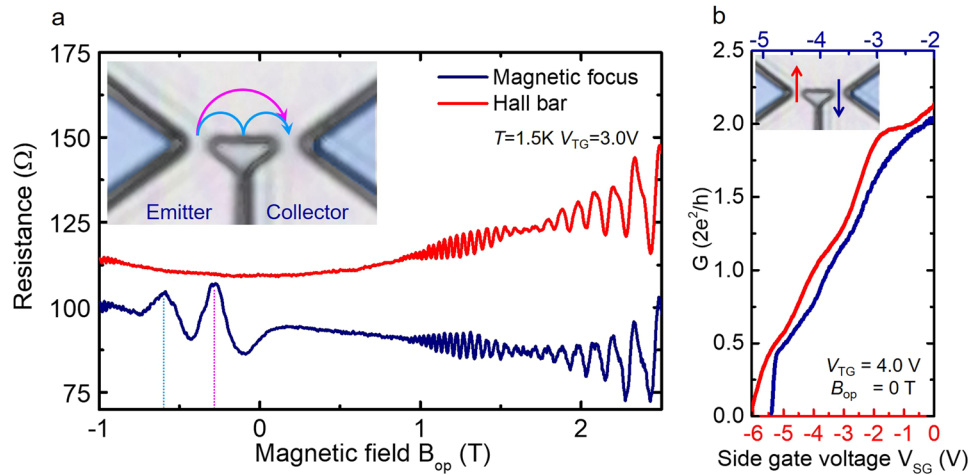 a
175
150
125
100
75
Resistance (Ω)
-1
0
1
2
Magnetic field B_op (T)
Magnetic focus
Hall bar
T=1.5K V_TG=3.0V
Emitter
Collector
b
-5
-4
-3
-2
2.5
2.0
1.5
1.0
0.5
0.0
G (2e²/h)
V_TG = 4.0 V
B_op = 0 T
-6
-5
-4
-3
-2
-1
0
Side gate voltage V_SG (V)